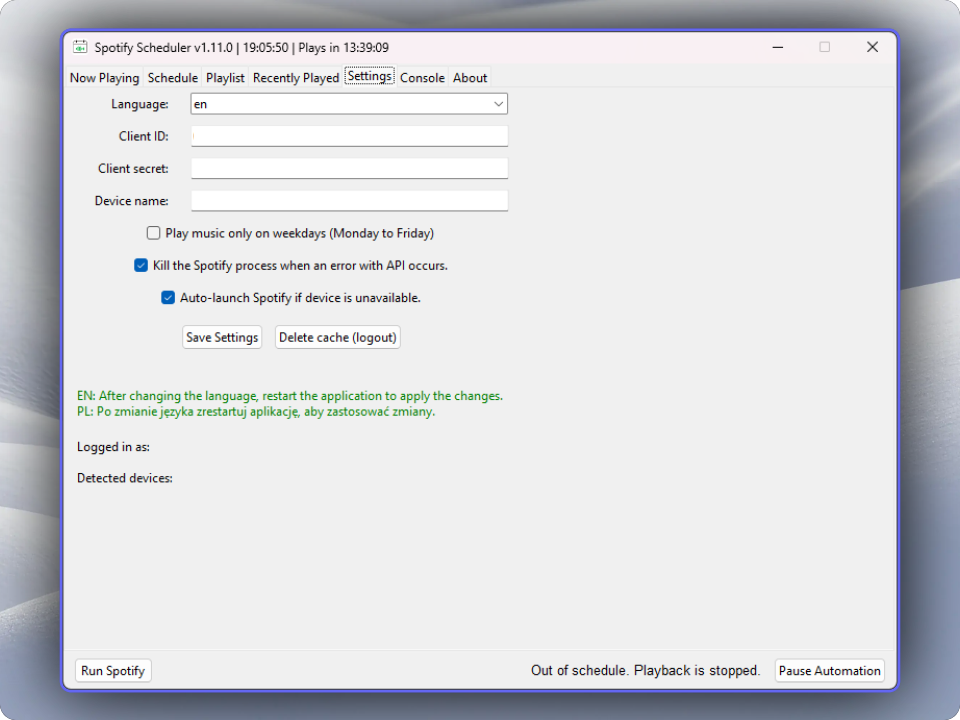 Spotify Scheduler v1.11.0 | 19:05:50 | Plays in 13:39:09
Now Playing Schedule Playlist Recently Played Settings Console About
Language: en
Client ID:
Client secret:
Device name:
Play music only on weekdays (Monday to Friday)
Kill the Spotify process when an error with API occurs.
Auto-launch Spotify if device is unavailable.
Save Settings Delete cache (logout)
EN: After changing the language, restart the application to apply the changes.
PL: Po zmianie języka zrestartuj aplikację, aby zastosować zmiany.
Logged in as:
Detected devices:
Run Spotify Out of schedule. Playback is stopped. Pause Automation